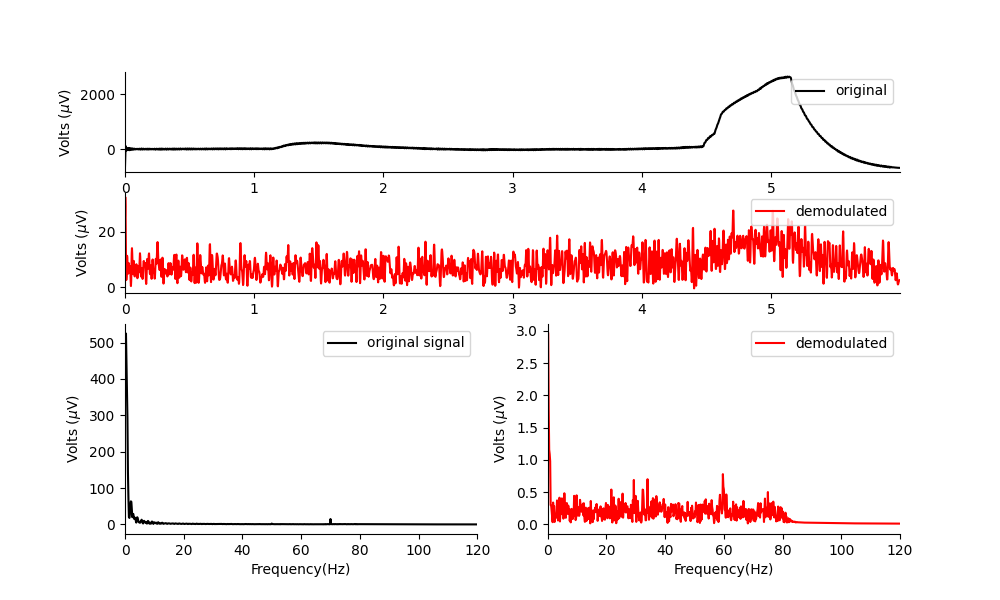 Volts (μV)
2000
0
original
0 1 2 3 4 5
Volts (μV)
20
0
demodulated
0 1 2 3 4 5
Volts (μV)
500
400
300
200
100
0
original signal
0 20 40 60 80 100 120
Frequency(Hz)
Volts (μV)
3.0
2.5
2.0
1.5
1.0
0.5
0.0
demodulated
0 20 40 60 80 100 120
Frequency(Hz)